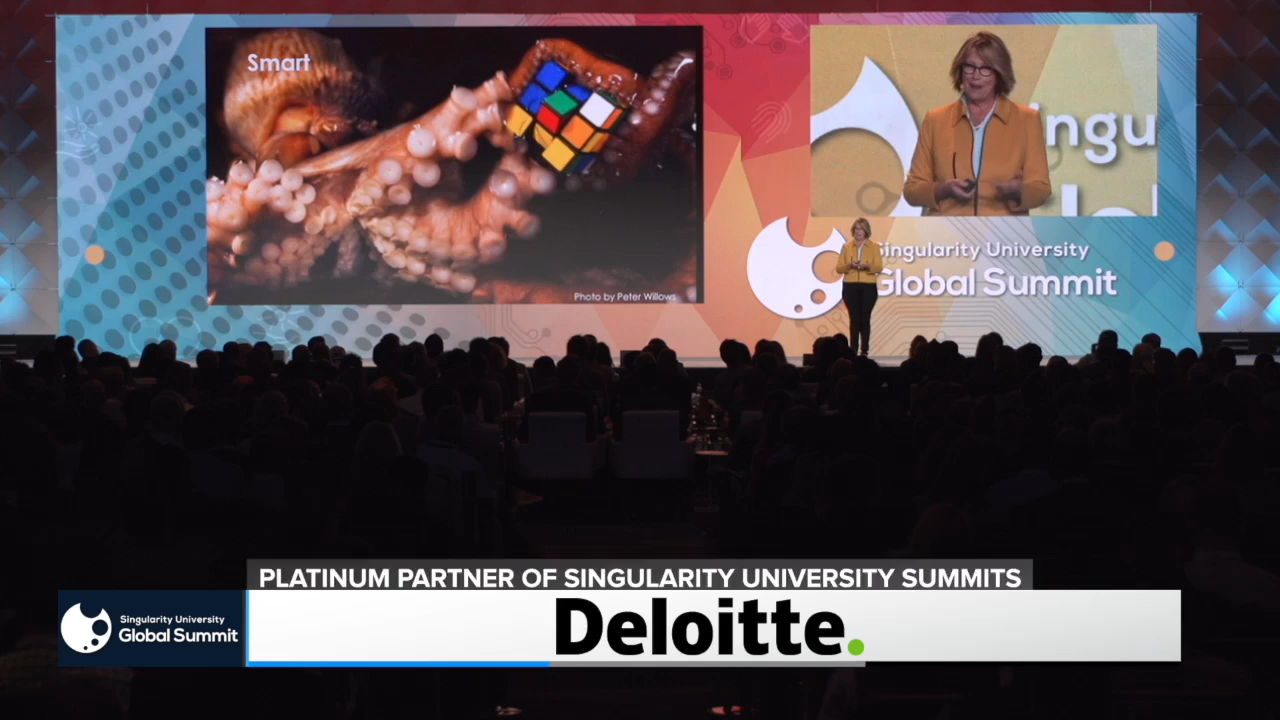 Smart
Photo by Peter Willows
ngu
Singularity University
Global Summit
PLATINUM PARTNER OF SINGULARITY UNIVERSITY SUMMITS
Singularity University
Global Summit
Deloitte.